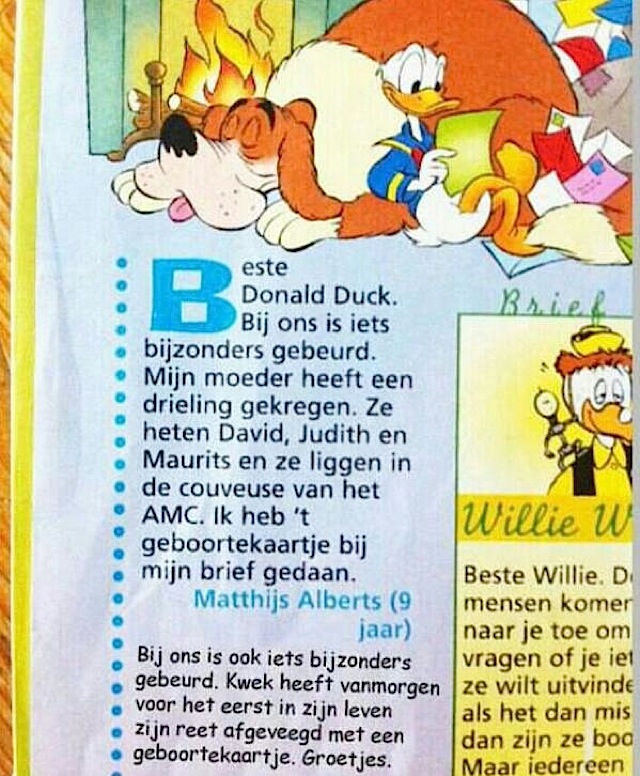 Beste
Donald Duck.
Bij ons is iets
bijzonders gebeurd.
Mijn moeder heeft een
drieling gekregen. Ze
heten David, Judith en
Maurits en ze liggen in
de couveuse van het
AMC. Ik heb 't
geboortekaartje bij
mijn brief gedaan.
Matthijs Alberts (9
jaar)
Bij ons is ook iets bijzonders
gebeurd. Kwek heeft vanmorgen
voor het eerst in zijn leven
zijn reet afgeveegd met een
geboortekaartje. Groetjes.
Brief
Willie W
Beste Willie. D
mensen komen
naar je toe om
vragen of je iet
ze wilt uitvinde
als het dan mis
dan zijn ze boo
Maar iedereen